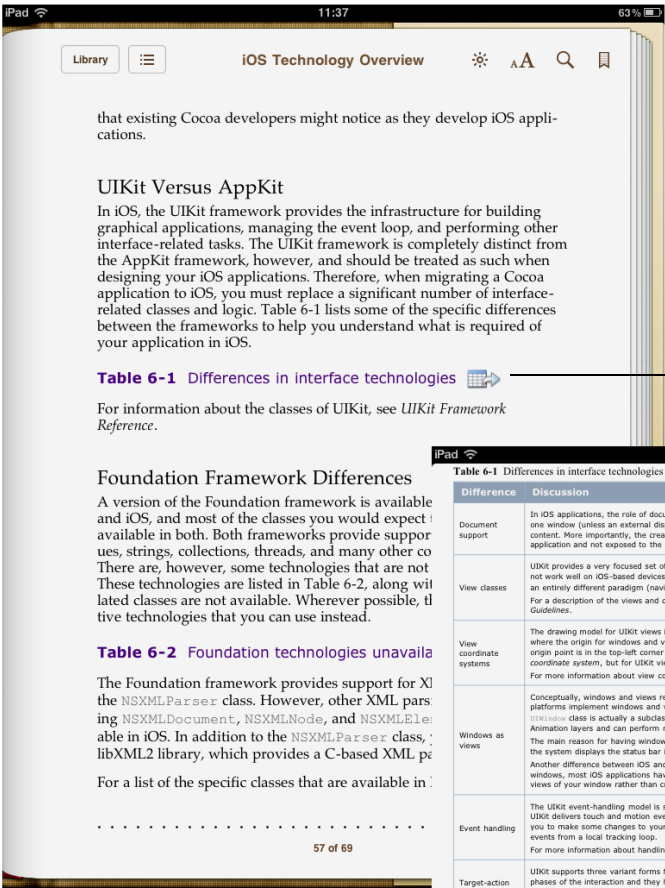 iPad
11:37
63%
Library
iOS Technology Overview
AA
that existing Cocoa developers might notice as they develop iOS appli-
cations.
UIKit Versus AppKit
In iOS, the UIKit framework provides the infrastructure for building
graphical applications, managing the event loop, and performing other
interface-related tasks. The UIKit framework is completely distinct from
the AppKit framework, however, and should be treated as such when
designing your iOS applications. Therefore, when migrating a Cocoa
application to iOS, you must replace a significant number of interface-
related classes and logic. Table 6-1 lists some of the specific differences
between the frameworks to help you understand what is required of
your application in iOS.
Table 6-1 Differences in interface technologies
For information about the classes of UIKit, see UIKit Framework
Reference.
Foundation Framework Differences
A version of the Foundation framework is available
and iOS, and most of the classes you would expect
available in both. Both frameworks provide suppor
ues, strings, collections, threads, and many other co
There are, however, some technologies that are not
These technologies are listed in Table 6-2, along wit
lated classes are not available. Wherever possible, t
tive technologies that you can use instead.
Table 6-2 Foundation technologies unavaila
The Foundation framework provides support for XM
the NSXMLParser class. However, other XML pars
ing NSXMLDocument, NSXMLNode, and NSXMLEle
able in iOS. In addition to the NSXMLParser class,
libXML2 library, which provides a C-based XML pa
For a list of the specific classes that are available in
57 of 69
iPad
Table 6-1 Differences in interface technologies
Difference Discussion
Document
support
In iOS applications, the role of docu
one window (unless an external dis
content. More importantly, the crea
application and not exposed to the
View classes
UIKit provides a very focused set of
not work well on iOS-based devices
an entirely different paradigm (navi
For a description of the views and c
Guidelines.
View
coordinate
systems
The drawing model for UIKit views i
where the origin for windows and v
origin point is in the top-left corner
coordinate system, but for UIKit vie
For more information about view co
Windows as
views
Conceptually, windows and views re
platforms implement windows and v
UIWindow class is actually a subclas
Animation layers and can perform m
The main reason for having window
the system displays the status bar i
Another difference between iOS and
windows, most iOS applications hav
views of your window rather than c
Event handling
The UIKit event-handling model is s
UIKit delivers touch and motion eve
you to make some changes to your
events from a local tracking loop.
For more information about handlin
Target-action
UIKit supports three variant forms f
phases of the interaction and they h